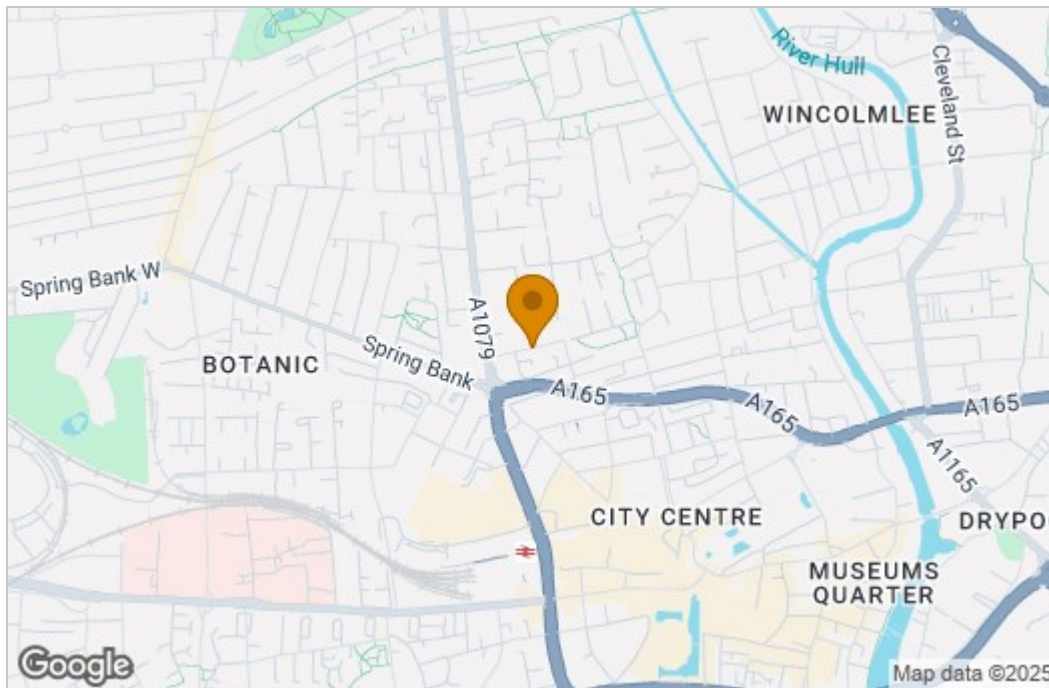 River Hull
Cleveland St
WINCOLMLEE
Spring Bank W
A1079
BOTANIC
Spring Bank
A165
A165
A165
A1165
CITY CENTRE
DRYPO
MUSEUMS
QUARTER
Google
Map data ©2025